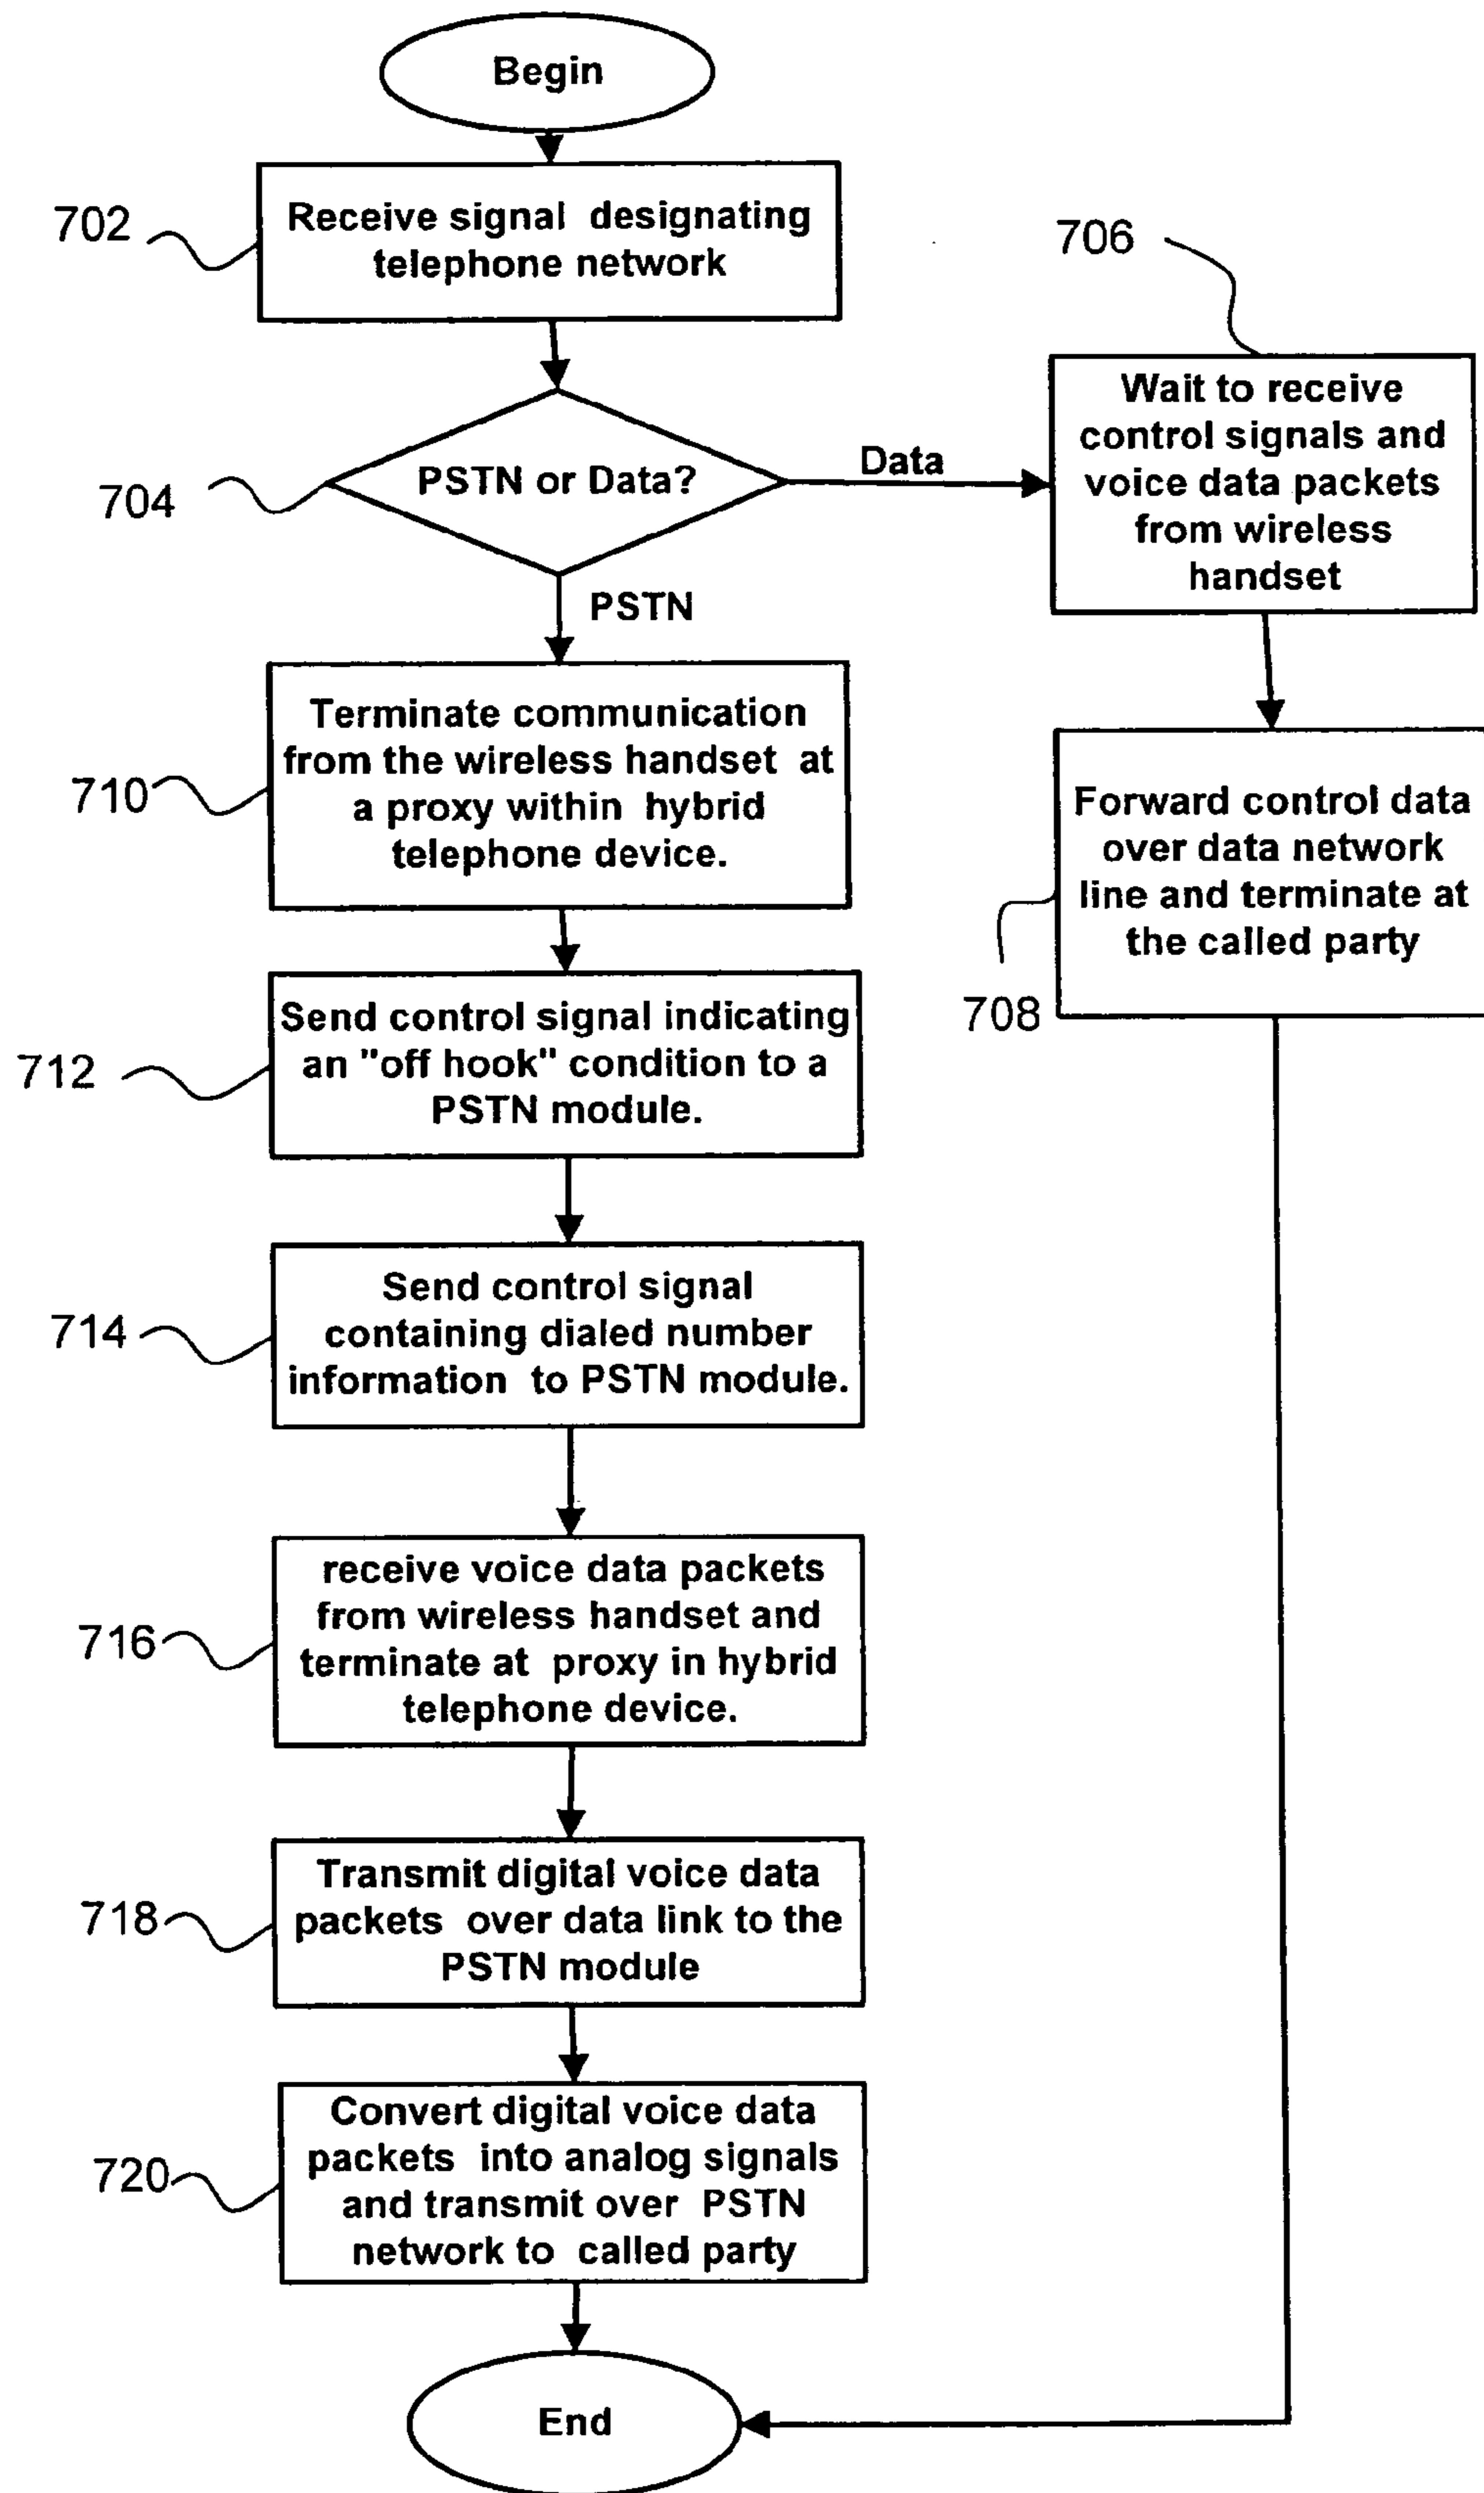 Begin
702
Receive signal designating
telephone network
706
Wait to receive
control signals and
voice data packets
from wireless
handset
704
PSTN or Data?
Data
PSTN
710
Terminate communication
from the wireless handset at
a proxy within hybrid
telephone device.
Forward control data
over data network
line and terminate at
the called party
708
712
Send control signal indicating
an "off hook" condition to a
PSTN module.
714
Send control signal
containing dialed number
information to PSTN module.
716
receive voice data packets
from wireless handset and
terminate at proxy in hybrid
telephone device.
718
Transmit digital voice data
packets over data link to the
PSTN module
720
Convert digital voice data
packets into analog signals
and transmit over PSTN
network to called party
End